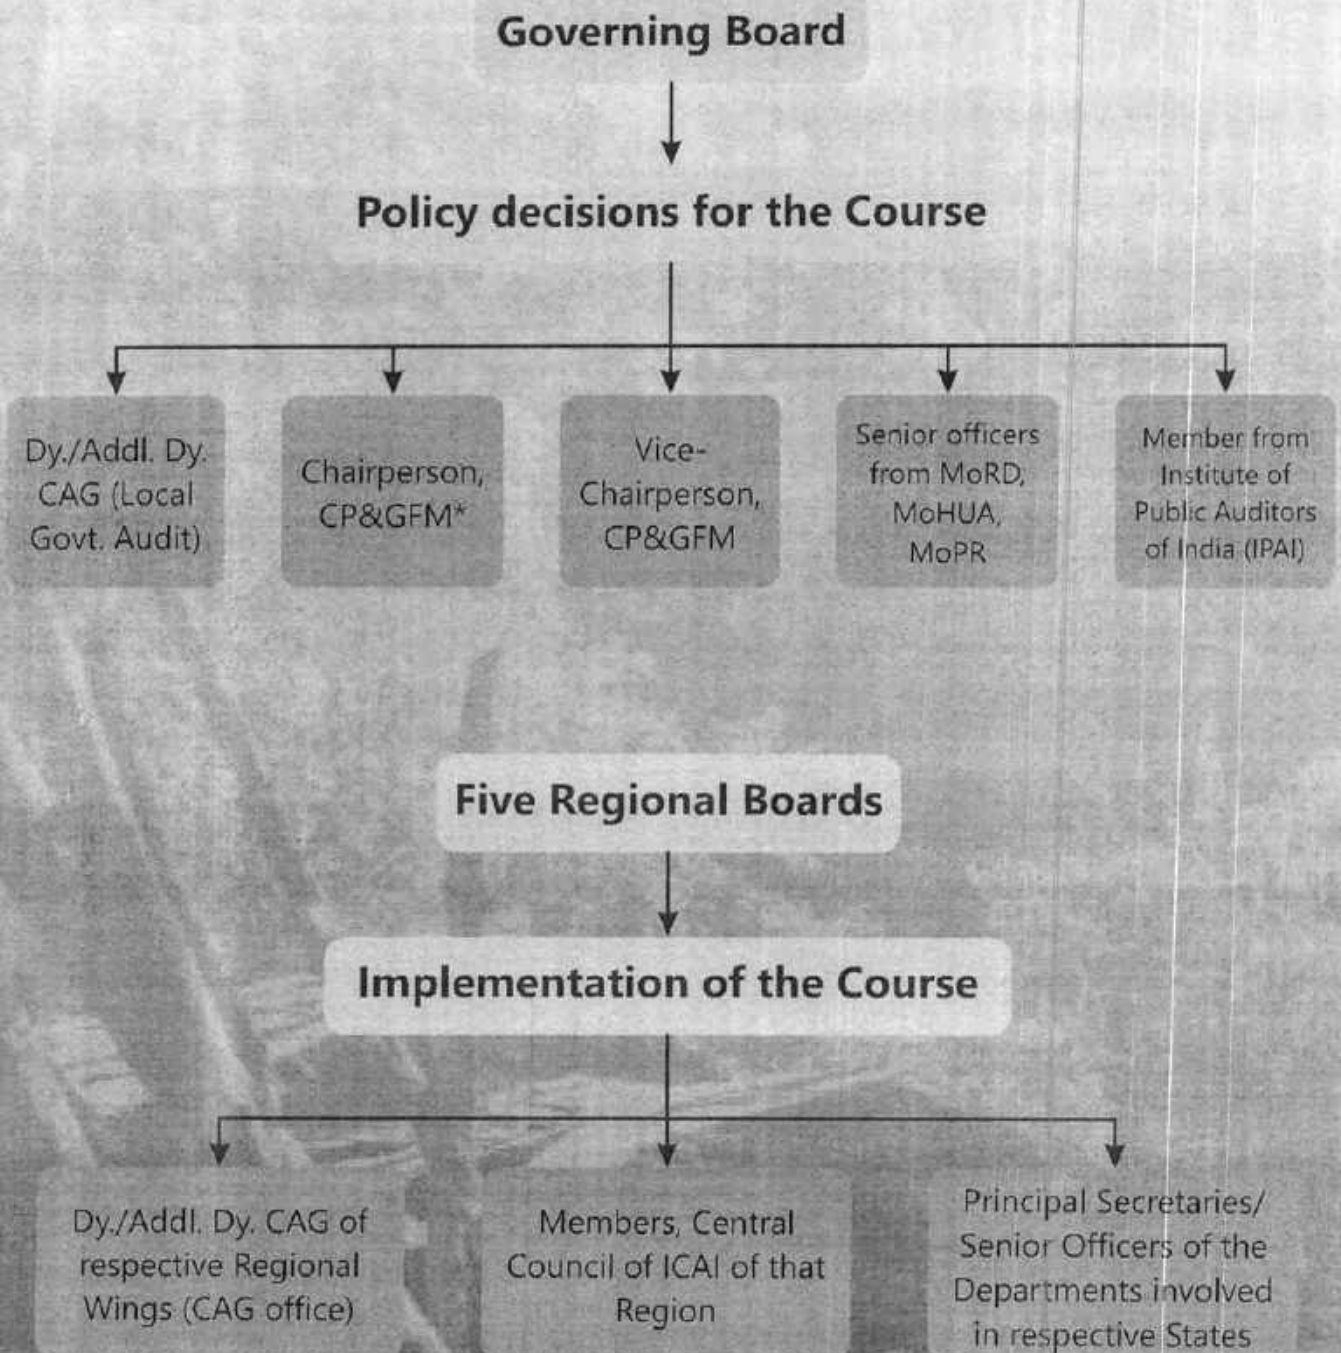 Governing Board
Policy decisions for the Course
Dy./Addl. Dy.
CAG (Local
Govt. Audit)
Chairperson,
CP&GFM*
Vice-
Chairperson,
CP&GFM
Senior officers
from MoRD,
MoHUA,
MoPR
Member from
Institute of
Public Auditors
of India (IPAI)
Five Regional Boards
Implementation of the Course
Dy./Addl. Dy. CAG of
respective Regional
Wings (CAG office)
Members, Central
Council of ICAI of that
Region
Principal Secretaries/
Senior Officers of the
Departments involved
in respective States